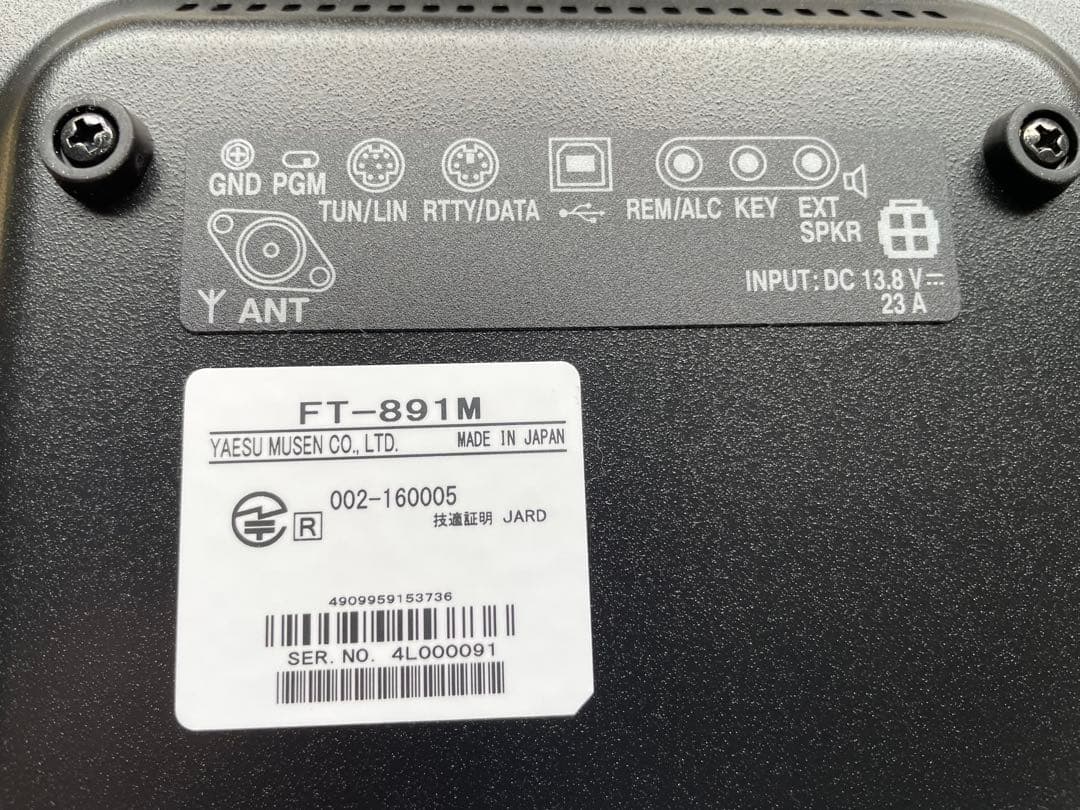 GND PGM
TUN/LIN RTTY/DATA REM/ALC KEY EXT
SPKR
ANT
INPUT: DC 13.8 V
23 A
FT-891M
YAESU MUSEN CO., LTD. MADE IN JAPAN
R 002-160005
技適証明 JARD
4909959153736
SER. NO. 4L000091